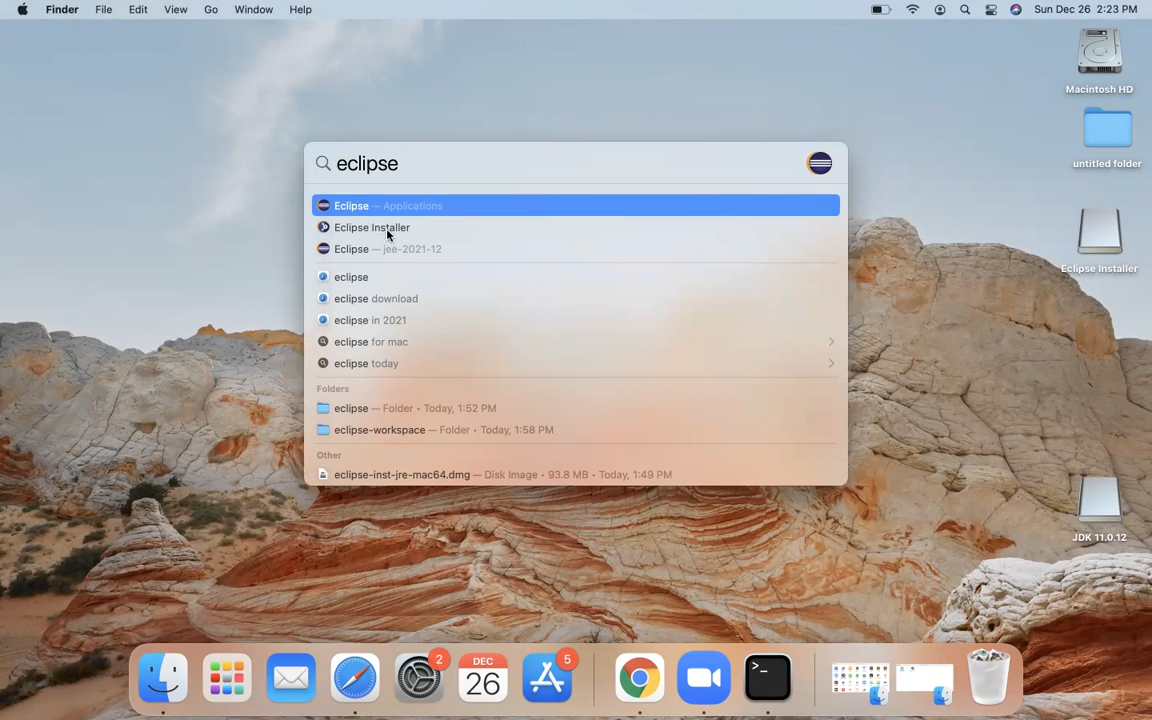 Finder File Edit View Go Window Help Sun Dec 26 2:23 PM
Macintosh HD
untitled folder
eclipse
Eclipse — Applications
Eclipse Installer
Eclipse — jee-2021-12
eclipse
eclipse download
eclipse in 2021
eclipse for mac
eclipse today
Folders
eclipse — Folder • Today, 1:52 PM
eclipse-workspace — Folder • Today, 1:58 PM
Other
eclipse-inst-jre-mac64.dmg — Disk Image • 93.8 MB • Today, 1:49 PM
Eclipse Installer
JDK 11.0.12
2
DEC
26
5
>_